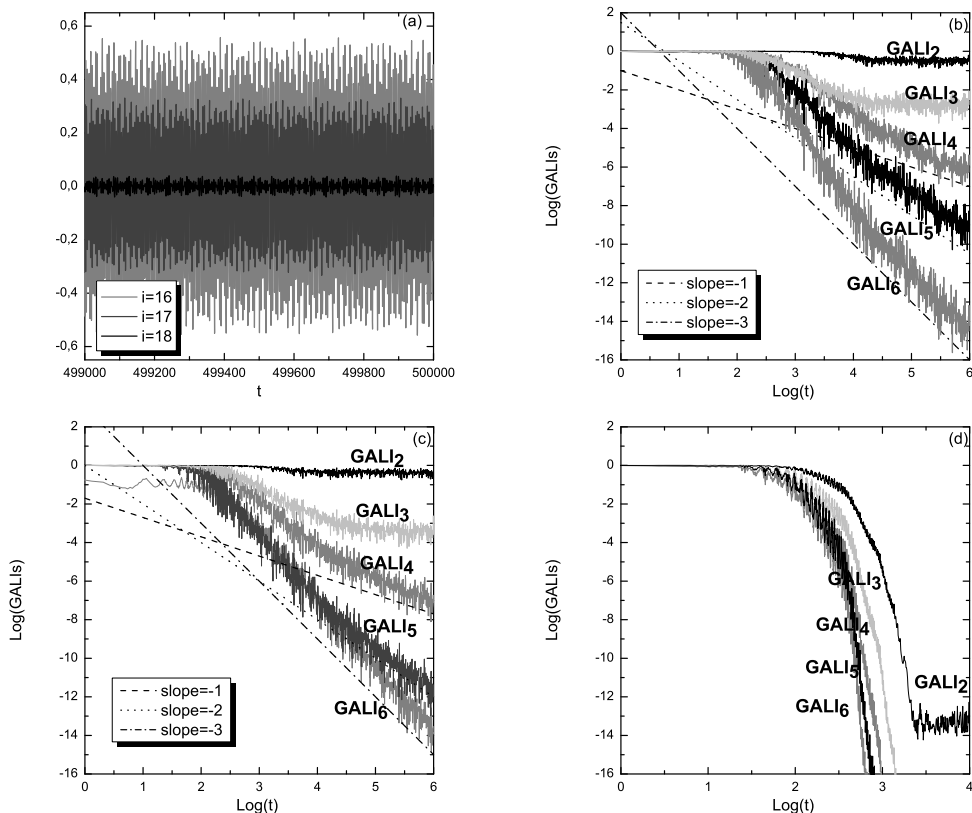 (a)
0,6
0,4
0,2
0,0
-0,2
-0,4
-0,6
i=16
i=17
i=18
499000 499200 499400 499600 499800 500000
t
(b)
Log(GALIs)
2
0
-2
-4
-6
-8
-10
-12
-14
-16
GALI2
GALI3
GALI4
GALI5
GALI6
slope=-1
slope=-2
slope=-3
0 1 2 3 4 5 6
Log(t)
(c)
Log(GALIs)
2
0
-2
-4
-6
-8
-10
-12
-14
-16
GALI2
GALI3
GALI4
GALI5
GALI6
slope=-1
slope=-2
slope=-3
0 1 2 3 4 5 6
Log(t)
(d)
Log(GALIs)
2
0
-2
-4
-6
-8
-10
-12
-14
-16
GALI3
GALI4
GALI5
GALI2
GALI6
0 1 2 3 4
Log(t)